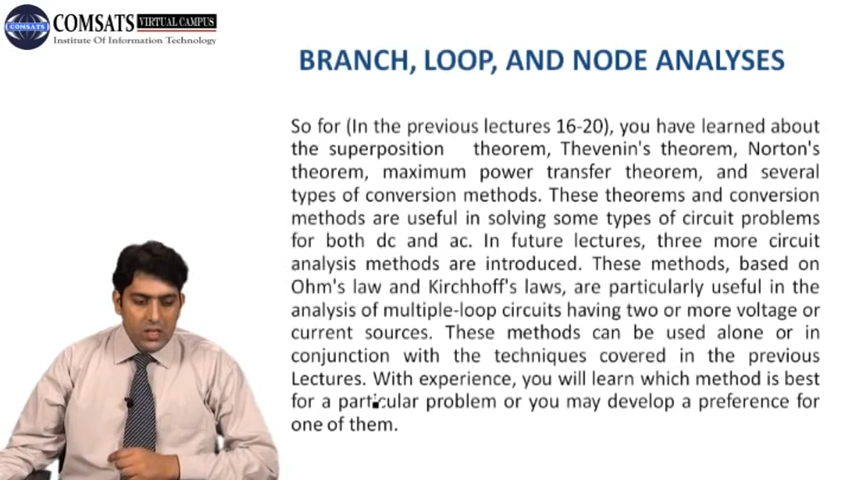 COMSATS VIRTUAL CAMPUS
Institute Of Information Technology
BRANCH, LOOP, AND NODE ANALYSES
So for (In the previous lectures 16-20), you have learned about
the superposition theorem, Thevenin's theorem, Norton's
theorem, maximum power transfer theorem, and several
types of conversion methods. These theorems and conversion
methods are useful in solving some types of circuit problems
for both dc and ac. In future lectures, three more circuit
analysis methods are introduced. These methods, based on
Ohm's law and Kirchhoff's laws, are particularly useful in the
analysis of multiple-loop circuits having two or more voltage or
current sources. These methods can be used alone or in
conjunction with the techniques covered in the previous
Lectures. With experience, you will learn which method is best
for a particular problem or you may develop a preference for
one of them.